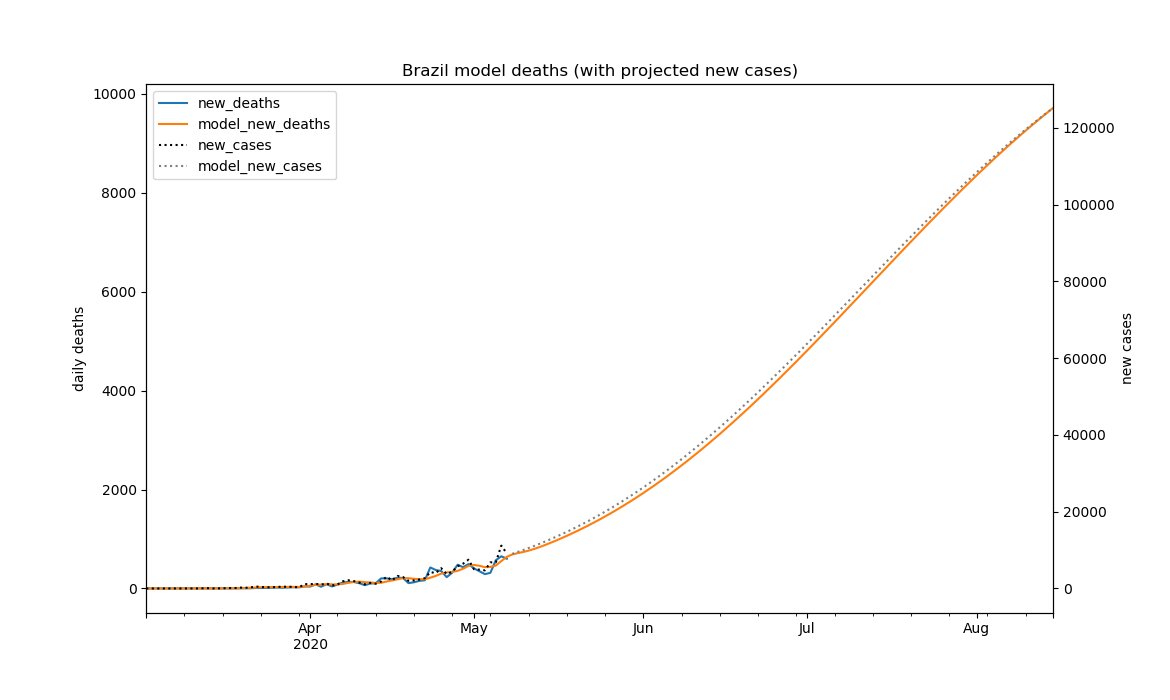 Brazil model deaths (with projected new cases)
new_deaths
model_new_deaths
new_cases
model_new_cases
daily deaths
10000
8000
6000
4000
2000
0
new cases
120000
100000
80000
60000
40000
20000
0
Apr
2020
May
Jun
Jul
Aug